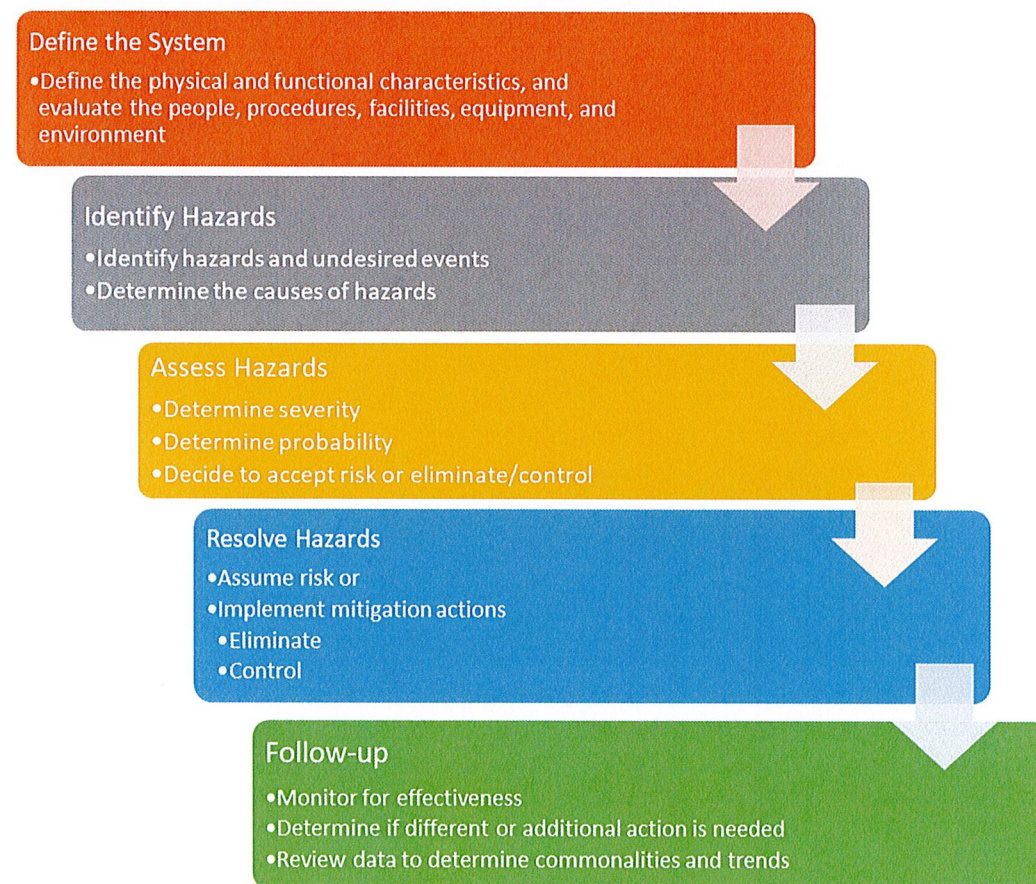 Define the System
•Define the physical and functional characteristics, and
evaluate the people, procedures, facilities, equipment, and
environment
Identify Hazards
•Identify hazards and undesired events
•Determine the causes of hazards
Assess Hazards
•Determine severity
•Determine probability
•Decide to accept risk or eliminate/control
Resolve Hazards
•Assume risk or
•Implement mitigation actions
•Eliminate
•Control
Follow-up
•Monitor for effectiveness
•Determine if different or additional action is needed
•Review data to determine commonalities and trends